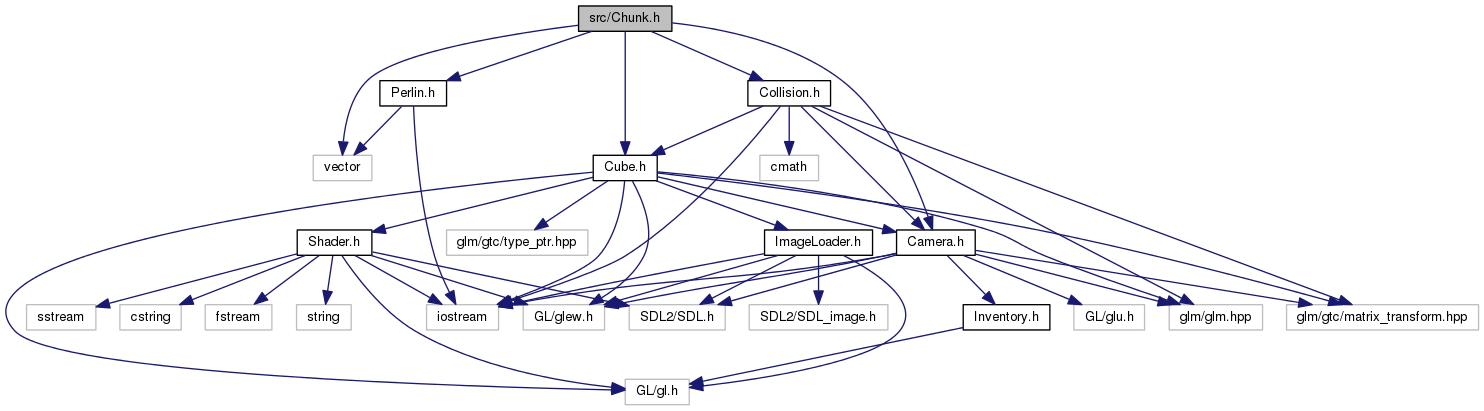 src/Chunk.h
Perlin.h
Collision.h
vector
Cube.h
cmath
Shader.h
glm/gtc/type_ptr.hpp
ImageLoader.h
Camera.h
sstream
cstring
fstream
string
iostream
GL/glew.h
SDL2/SDL.h
SDL2/SDL_image.h
Inventory.h
GL/glu.h
glm/glm.hpp
glm/gtc/matrix_transform.hpp
GL/gl.h